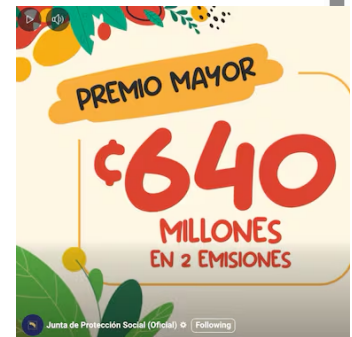 PREMIO MAYOR
₡640
MILLONES
EN 2 EMISIONES
Junta de Protección Social (Oficial) Following